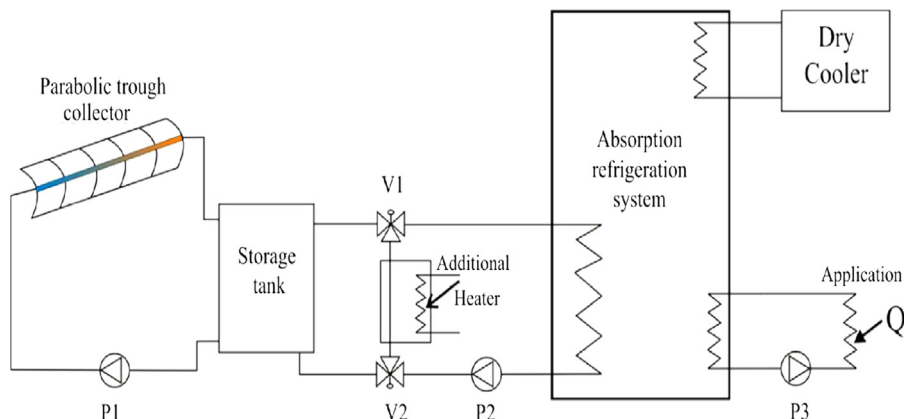 Parabolic trough
collector
Storage
tank
P1
V1
Additional
Heater
V2
P2
Absorption
refrigeration
system
Dry
Cooler
Application
Q
P3